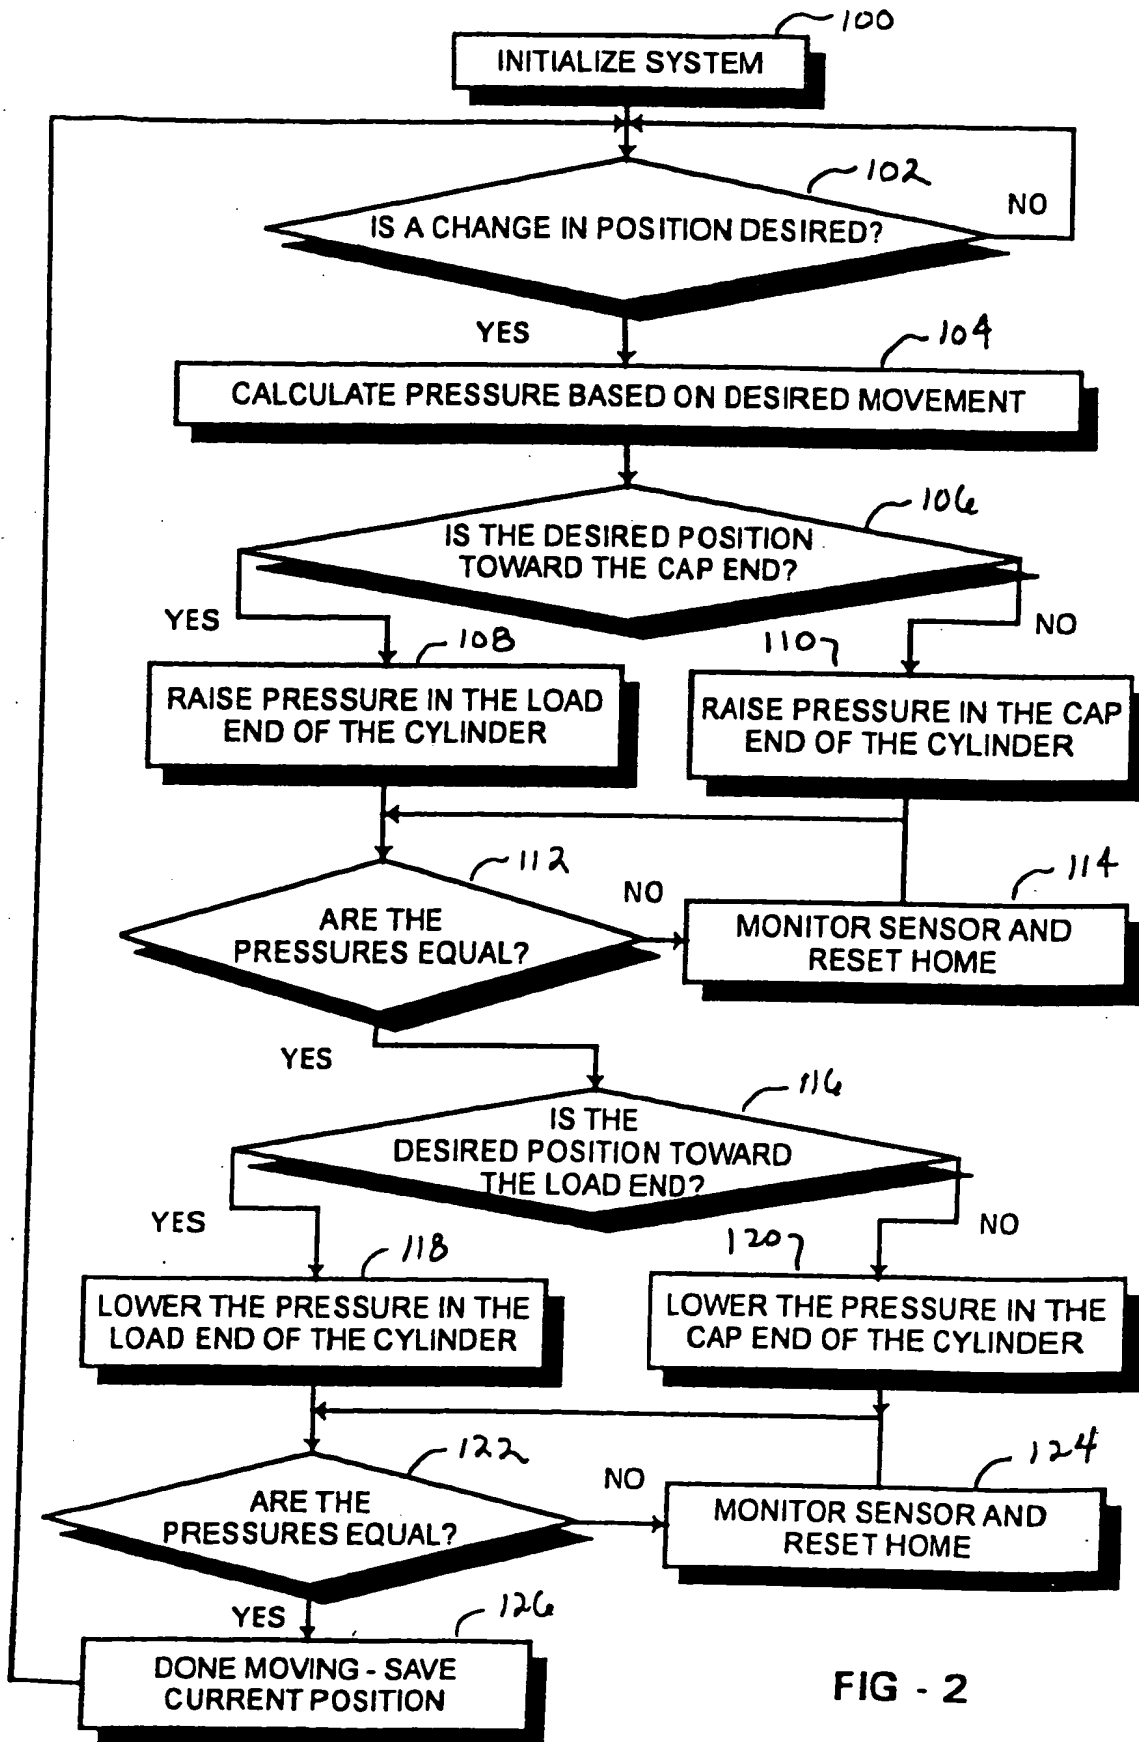 100
INITIALIZE SYSTEM
102
NO
IS A CHANGE IN POSITION DESIRED?
YES
104
CALCULATE PRESSURE BASED ON DESIRED MOVEMENT
106
IS THE DESIRED POSITION
TOWARD THE CAP END?
YES
NO
108
110
RAISE PRESSURE IN THE LOAD
END OF THE CYLINDER
RAISE PRESSURE IN THE CAP
END OF THE CYLINDER
112
114
NO
ARE THE
PRESSURES EQUAL?
MONITOR SENSOR AND
RESET HOME
YES
116
IS THE
DESIRED POSITION TOWARD
THE LOAD END?
YES
NO
118
120
LOWER THE PRESSURE IN THE
LOAD END OF THE CYLINDER
LOWER THE PRESSURE IN THE
CAP END OF THE CYLINDER
122
124
NO
ARE THE
PRESSURES EQUAL?
MONITOR SENSOR AND
RESET HOME
YES
126
DONE MOVING - SAVE
CURRENT POSITION
FIG - 2